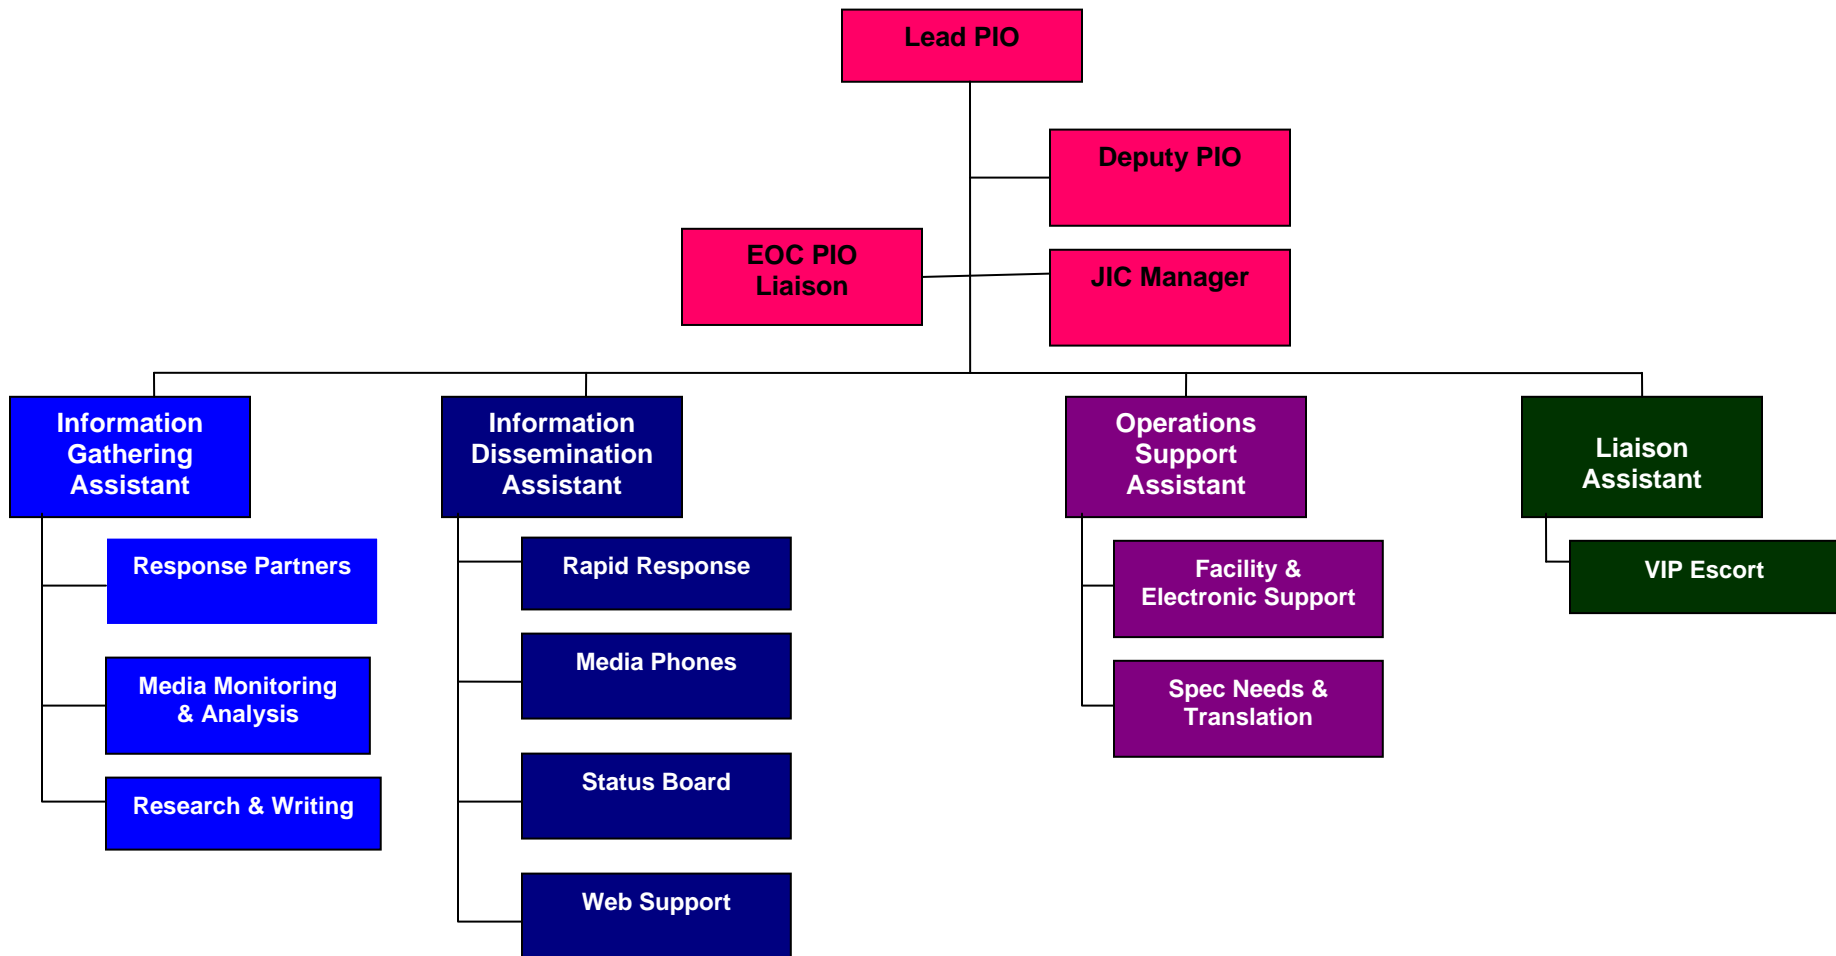 Lead PIO
Deputy PIO
EOC PIO
Liaison
JIC Manager
Information
Gathering
Assistant
Response Partners
Media Monitoring
& Analysis
Research & Writing
Information
Dissemination
Assistant
Rapid Response
Media Phones
Status Board
Web Support
Operations
Support
Assistant
Facility &
Electronic Support
Spec Needs &
Translation
Liaison
Assistant
VIP Escort